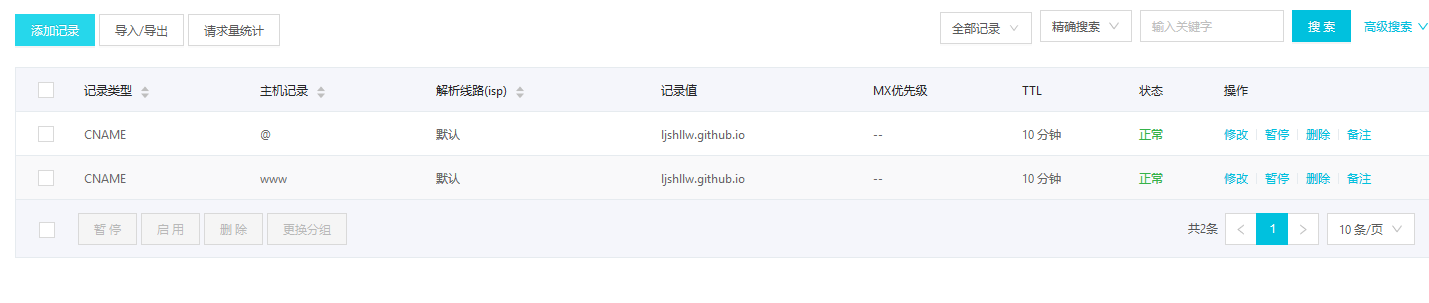 添加记录 导入/导出 请求量统计 全部记录 精确搜索 输入关键字 搜 索 高级搜索
记录类型 主机记录 解析线路(isp) 记录值 MX优先级 TTL 状态 操作
CNAME @ 默认 ljshllw.github.io -- 10 分钟 正常 修改 暂停 删除 备注
CNAME www 默认 ljshllw.github.io -- 10 分钟 正常 修改 暂停 删除 备注
暂 停 启 用 删 除 更换分组 共2条 1 10 条/页